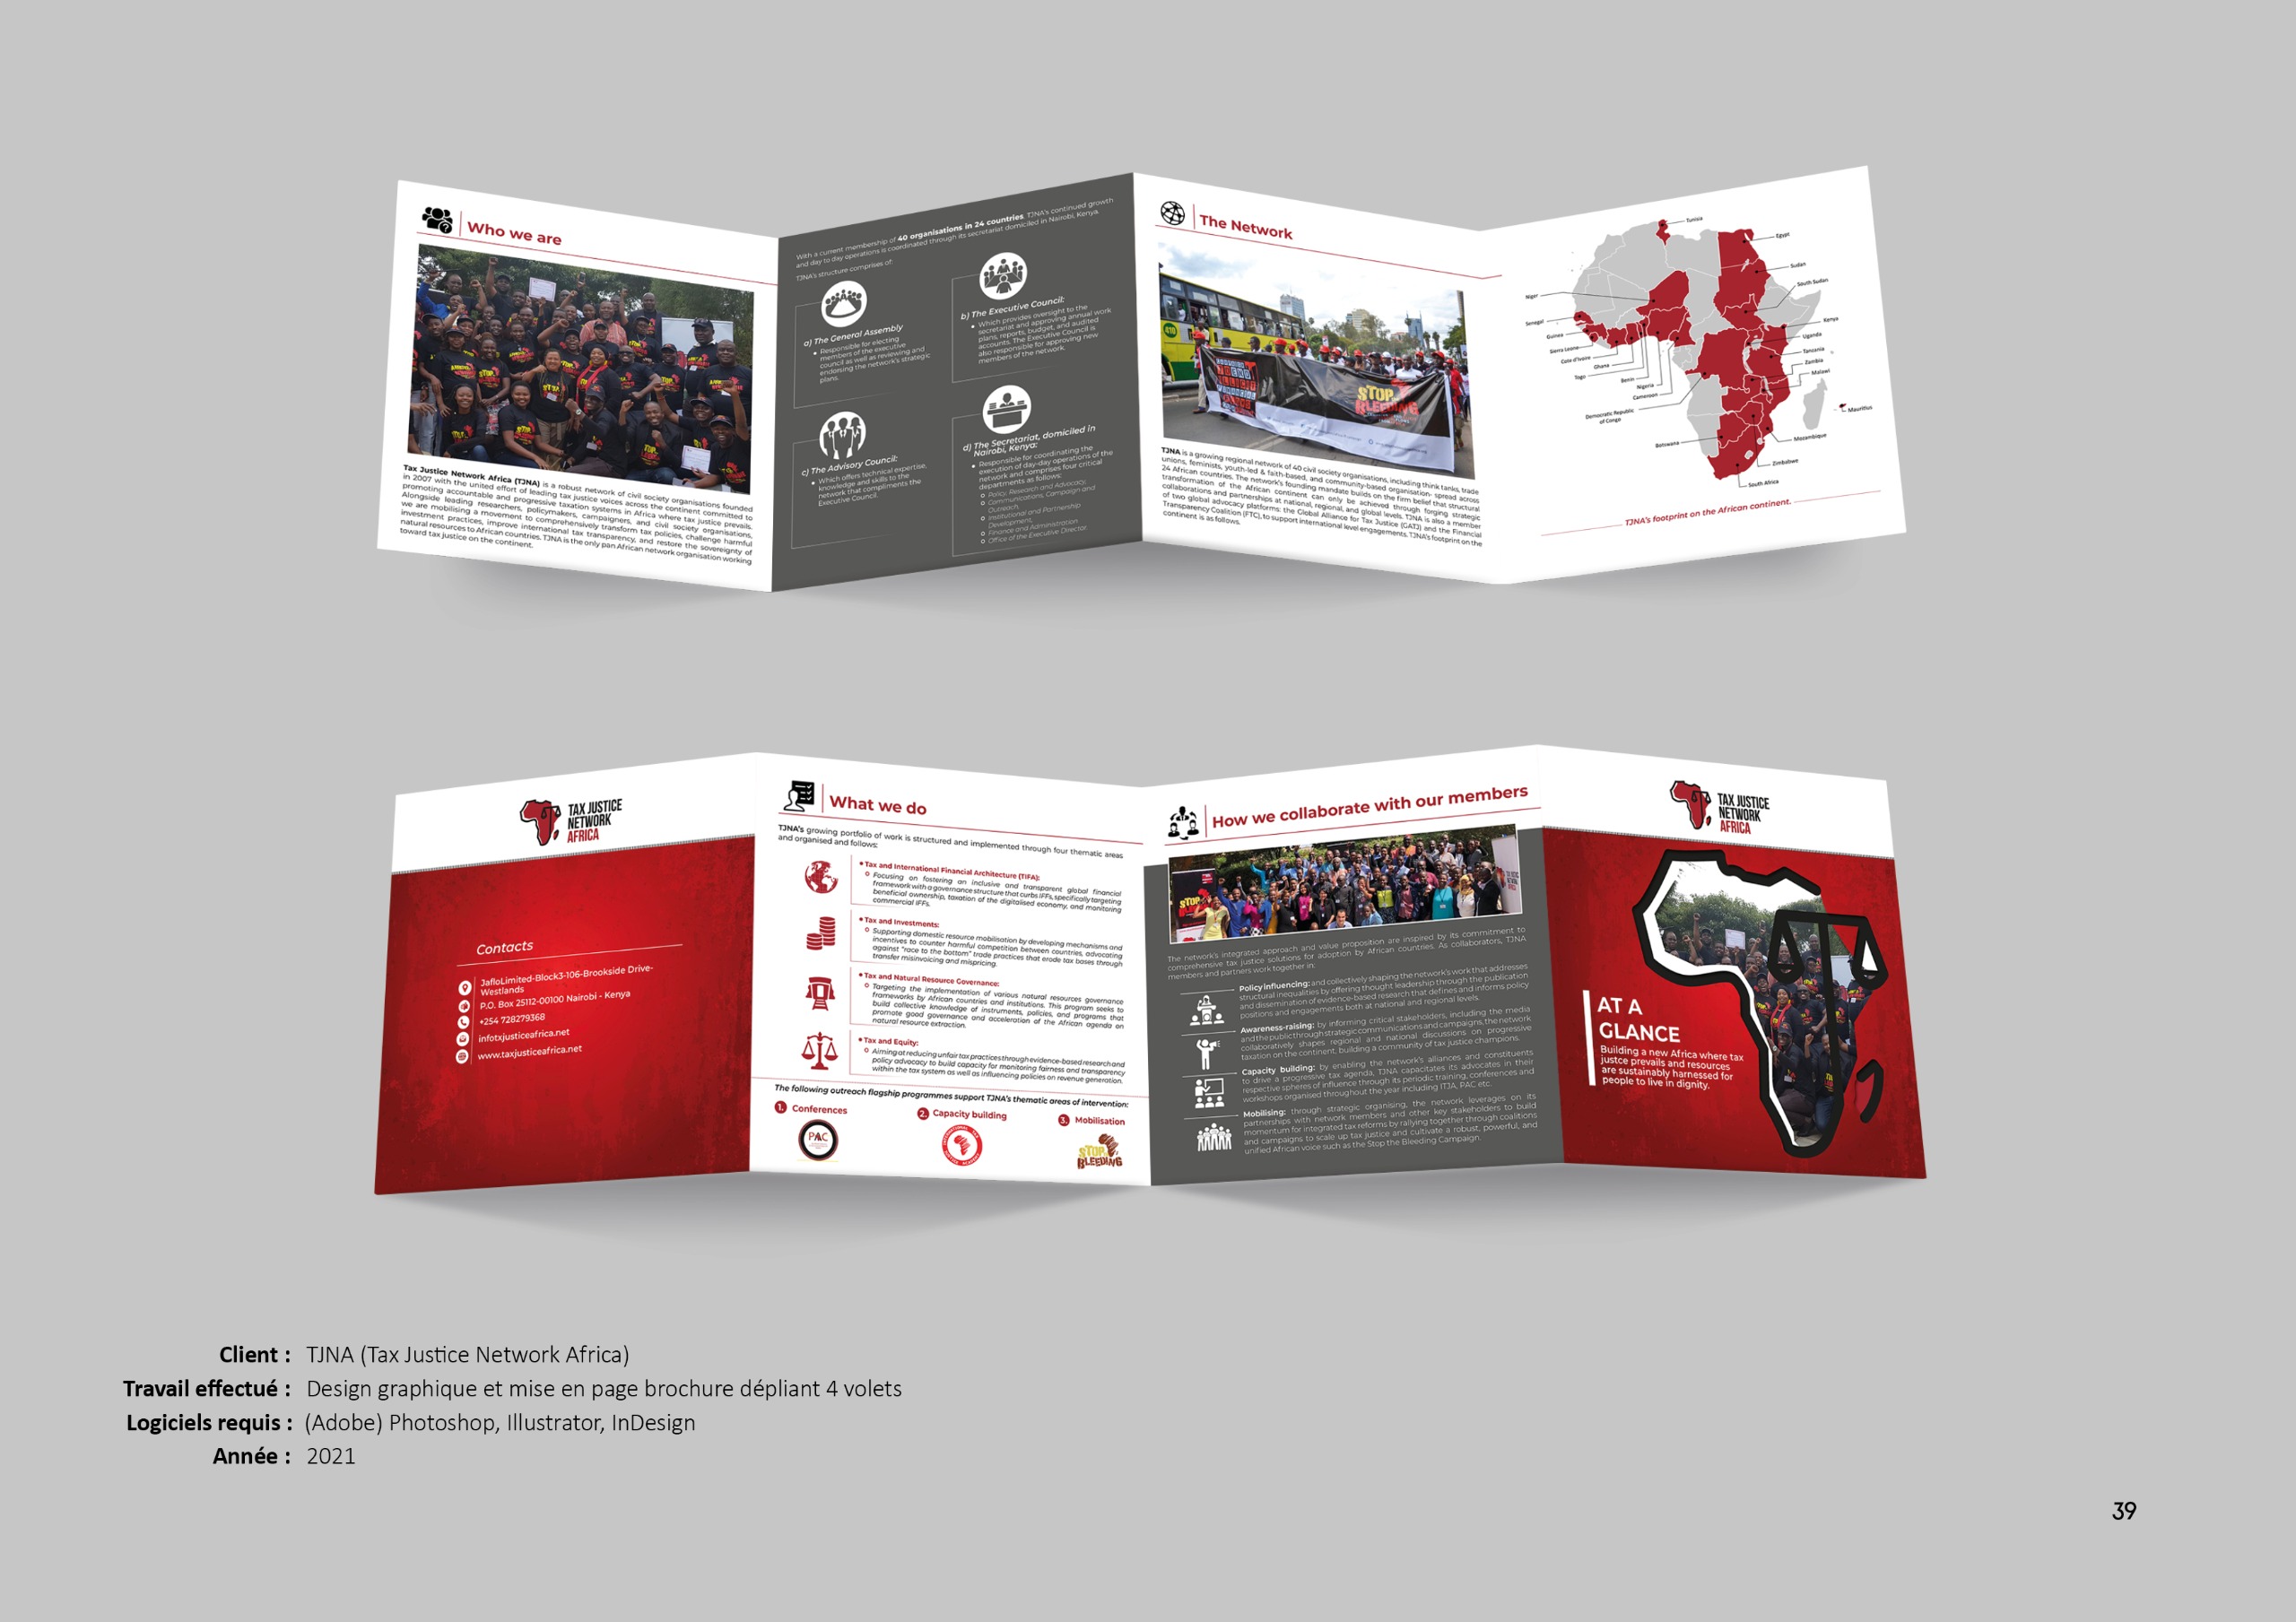 Who we are
Tax Justice Network Africa (TJNA) is a robust network of civil society organisations founded
in 2007 with the united effort of leading tax justice voices across the continent committed to
promoting accountable and progressive taxation systems in Africa where tax justice prevails.
Alongside leading researchers, policymakers, campaigners, and civil society organisations,
we are mobilising a movement to comprehensively transform tax policies, challenge harmful
investment practices, improve international tax transparency, and restore the sovereignty of
natural resources to African countries. TJNA is the only pan African network organisation working
toward tax justice on the continent.
With a current membership of 40 organisations in 24 countries. TJNA's continued growth
and day to day operations is coordinated through its secretariat domiciled in Nairobi, Kenya.
TJNA's structure comprises of:
a) The General Assembly
• Responsible for electing
members of the executive
council as well as reviewing and
endorsing the network's strategic
plans.
b) The Executive Council:
• Which provides oversight to the
secretariat and approving annual work
plans, reports, budget, and audited
accounts. The Executive Council is
also responsible for approving new
members of the network.
c) The Advisory Council:
• Which offers technical expertise,
knowledge and skills to the
network that compliments the
Executive Council.
d) The Secretariat, domiciled in
Nairobi, Kenya:
• Responsible for coordinating the
execution of day-day operations of the
network and comprises four critical
departments as follows:
o Policy, Research and Advocacy,
o Communications, Campaign and
Outreach,
o Institutional and Partnership
Development,
o Finance and Administration
o Office of the Executive Director
The Network
STOP
BLEEDING
TJNA is a growing regional network of 40 civil society organisations, including think tanks, trade
unions, feminists, youth-led & faith-based, and community-based organisation- spread across
24 African countries. The network's founding mandate builds on the firm belief that structural
transformation of the African continent can only be achieved through forging strategic
collaborations and partnerships at national, regional, and global levels. TJNA is also a member
of two global advocacy platforms: the Global Alliance for Tax Justice (GATJ) and the Financial
Transparency Coalition (FTC), to support international level engagements. TJNA's footprint on the
continent is as follows.
Tunisia
Egypt
Sudan
South Sudan
Niger
Senegal
Guinea
Sierra Leone
Cote d'Ivoire
Ghana
Togo
Benin
Nigeria
Cameroon
Democratic Republic
of Congo
Kenya
Uganda
Tanzania
Zambia
Malawi
Mauritius
Botswana
Mozambique
Zimbabwe
South Africa
TJNA's footprint on the African continent.
TAX JUSTICE
NETWORK
AFRICA
Contacts
JafloLimited-Block3-106-Brookside Drive-
Westlands
P.O. Box 25112-00100 Nairobi - Kenya
+254 728279368
infotxjusticeafrica.net
www.taxjusticeafrica.net
What we do
TJNA's growing portfolio of work is structured and implemented through four thematic areas
and organised and follows:
• Tax and International Financial Architecture (TIFA):
o Focusing on fostering an inclusive and transparent global financial
framework with a governance structure that curbs IFFs, specifically targeting
beneficial ownership, taxation of the digitalised economy, and monitoring
commercial IFFs.
• Tax and Investments:
o Supporting domestic resource mobilisation by developing mechanisms and
incentives to counter harmful competition between countries, advocating
against "race to the bottom" trade practices that erode tax bases through
transfer misinvoicing and mispricing.
• Tax and Natural Resource Governance:
o Targeting the implementation of various natural resources governance
frameworks by African countries and institutions. This program seeks to
build collective knowledge of instruments, policies, and programs that
promote good governance and acceleration of the African agenda on
natural resource extraction.
• Tax and Equity:
o Aiming at reducing unfair tax practices through evidence-based research and
policy advocacy to build capacity for monitoring fairness and transparency
within the tax system as well as influencing policies on revenue generation.
The following outreach flagship programmes support TJNA's thematic areas of intervention:
1. Conferences
2. Capacity building
3. Mobilisation
PAC
STOP
BLEEDING
How we collaborate with our members
The network's integrated approach and value proposition are inspired by its commitment to
comprehensive tax justice solutions for adoption by African countries. As collaborators, TJNA
members and partners work together in:
Policy influencing: and collectively shaping the network's work that addresses
structural inequalities by offering thought leadership through the publication
and dissemination of evidence-based research that defines and informs policy
positions and engagements both at national and regional levels.
Awareness-raising: by informing critical stakeholders, including the media
and the public through strategic communications and campaigns, the network
collaboratively shapes regional and national discussions on progressive
taxation on the continent, building a community of tax justice champions.
Capacity building: by enabling the network's alliances and constituents
to drive a progressive tax agenda, TJNA capacitates its advocates in their
respective spheres of influence through its periodic training, conferences and
workshops organised throughout the year including ITJA, PAC etc.
Mobilising: through strategic organising, the network leverages on its
partnerships with network members and other key stakeholders to build
momentum for integrated tax reforms by rallying together through coalitions
and campaigns to scale up tax justice and cultivate a robust, powerful, and
unified African voice such as the Stop the Bleeding Campaign.
TAX JUSTICE
NETWORK
AFRICA
AT A
GLANCE
Building a new Africa where tax
justce prevails and resources
are sustainably harnessed for
people to live in dignity.
Client : TJNA (Tax Justice Network Africa)
Travail effectué : Design graphique et mise en page brochure dépliant 4 volets
Logiciels requis : (Adobe) Photoshop, Illustrator, InDesign
Année : 2021
39